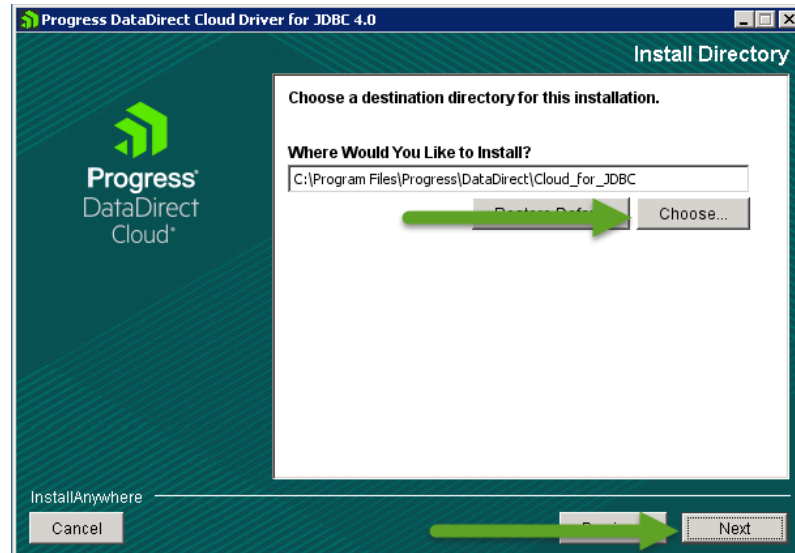 Progress DataDirect Cloud Driver for JDBC 4.0
Install Directory
Choose a destination directory for this installation.
Where Would You Like to Install?
C:\Program Files\Progress\DataDirect\Cloud_for_JDBC
Choose...
Progress®
DataDirect
Cloud®
InstallAnywhere
Cancel
Next